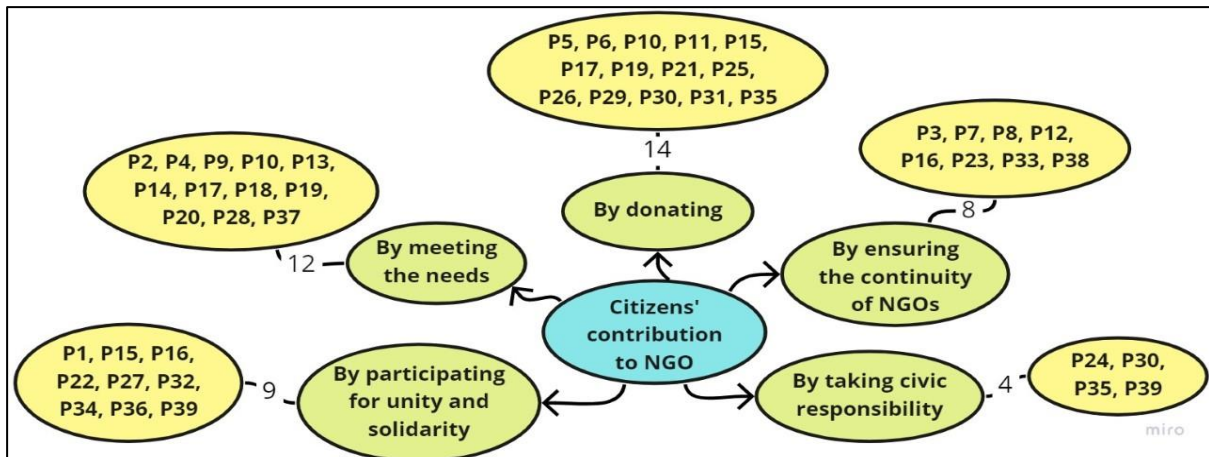 P5, P6, P10, P11, P15,
P17, P19, P21, P25,
P26, P29, P30, P31, P35
14
By donating
P3, P7, P8, P12,
P16, P23, P33, P38
8
By ensuring
the continuity
of NGOs
P2, P4, P9, P10, P13,
P14, P17, P18, P19,
P20, P28, P37
12
By meeting
the needs
Citizens'
contribution
to NGO
P1, P15, P16,
P22, P27, P32,
P34, P36, P39
9
By participating
for unity and
solidarity
By taking civic
responsibility
4
P24, P30,
P35, P39
miro